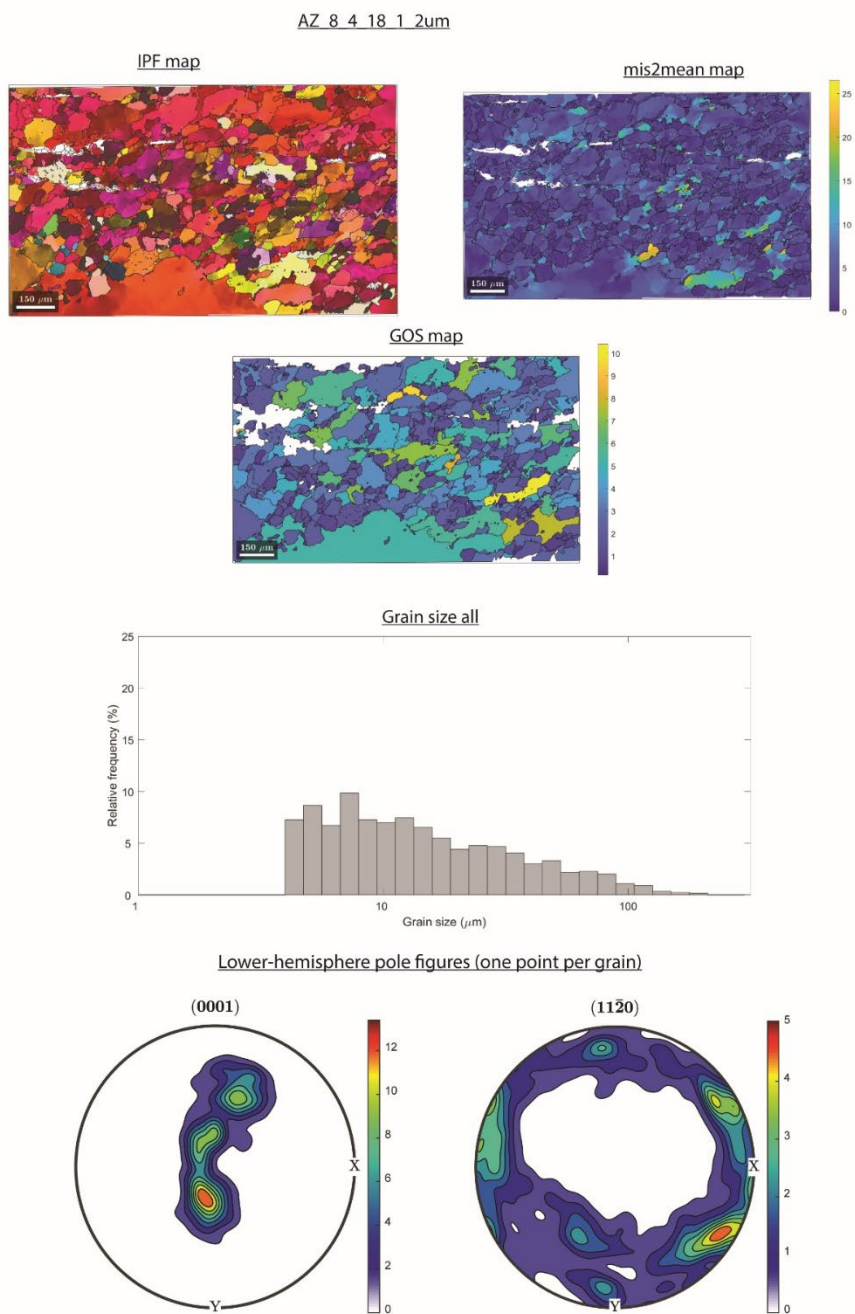 AZ_8_4_18_1_2um
IPF map
mis2mean map
150 μm
150 μm
25
20
15
10
5
0
GOS map
150 μm
10
9
8
7
6
5
4
3
2
1
Grain size all
Relative frequency (%)
25
20
15
10
5
0
1
10
100
Grain size (μm)
Lower-hemisphere pole figures (one point per grain)
(0001)
X
Y
12
10
8
6
4
2
0
(112̄0)
X
Y
5
4
3
2
1
0